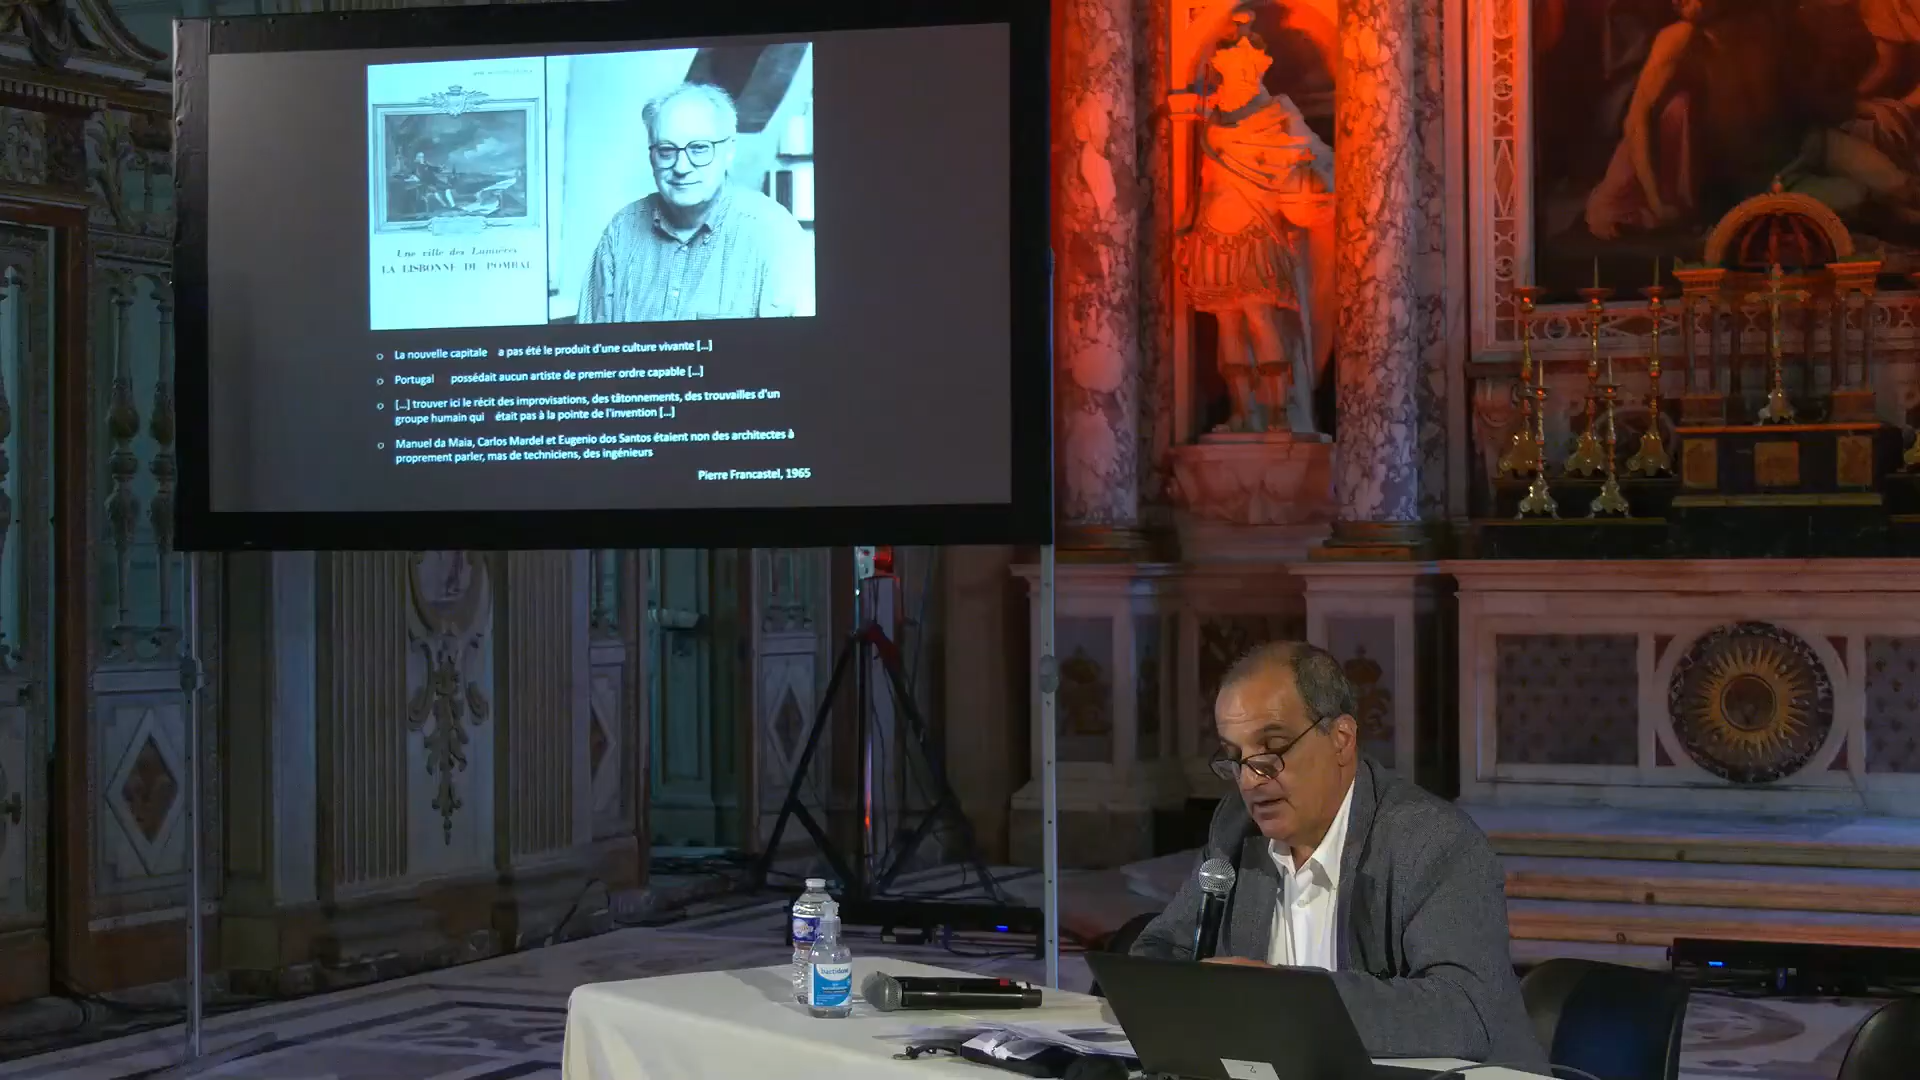 Une ville des Lumières
LA LISBONNE DE POMBAL
La nouvelle capitale a pas été le produit d'une culture vivante [...]
Portugal possédait aucun artiste de premier ordre capable [...]
[...] trouver ici le récit des improvisations, des tâtonnements, des trouvailles d'un
groupe humain qui était pas à la pointe de l'invention [...]
Manuel da Maia, Carlos Mardel et Eugenio dos Santos étaient non des architectes à
proprement parler, mas de techniciens, des ingénieurs
Pierre Francastel, 1965